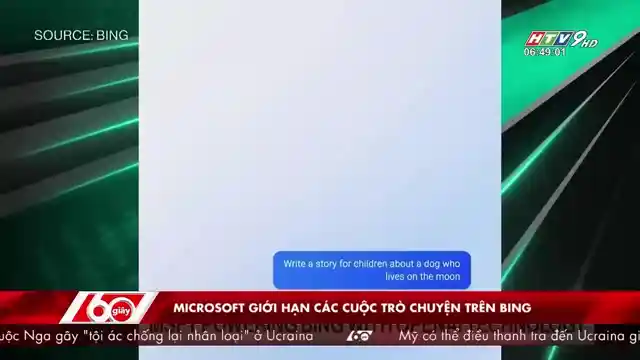 SOURCE: BING
HTV9HD
06:49:01
Write a story for children about a dog who
lives on the moon
60 giây
MICROSOFT GIỚI HẠN CÁC CUỘC TRÒ CHUYỆN TRÊN BING
uộc Nga gây "tội ác chống lại nhân loại" ở Ucraina 60s Mỹ có thể điều thanh tra đến Ucraina gi